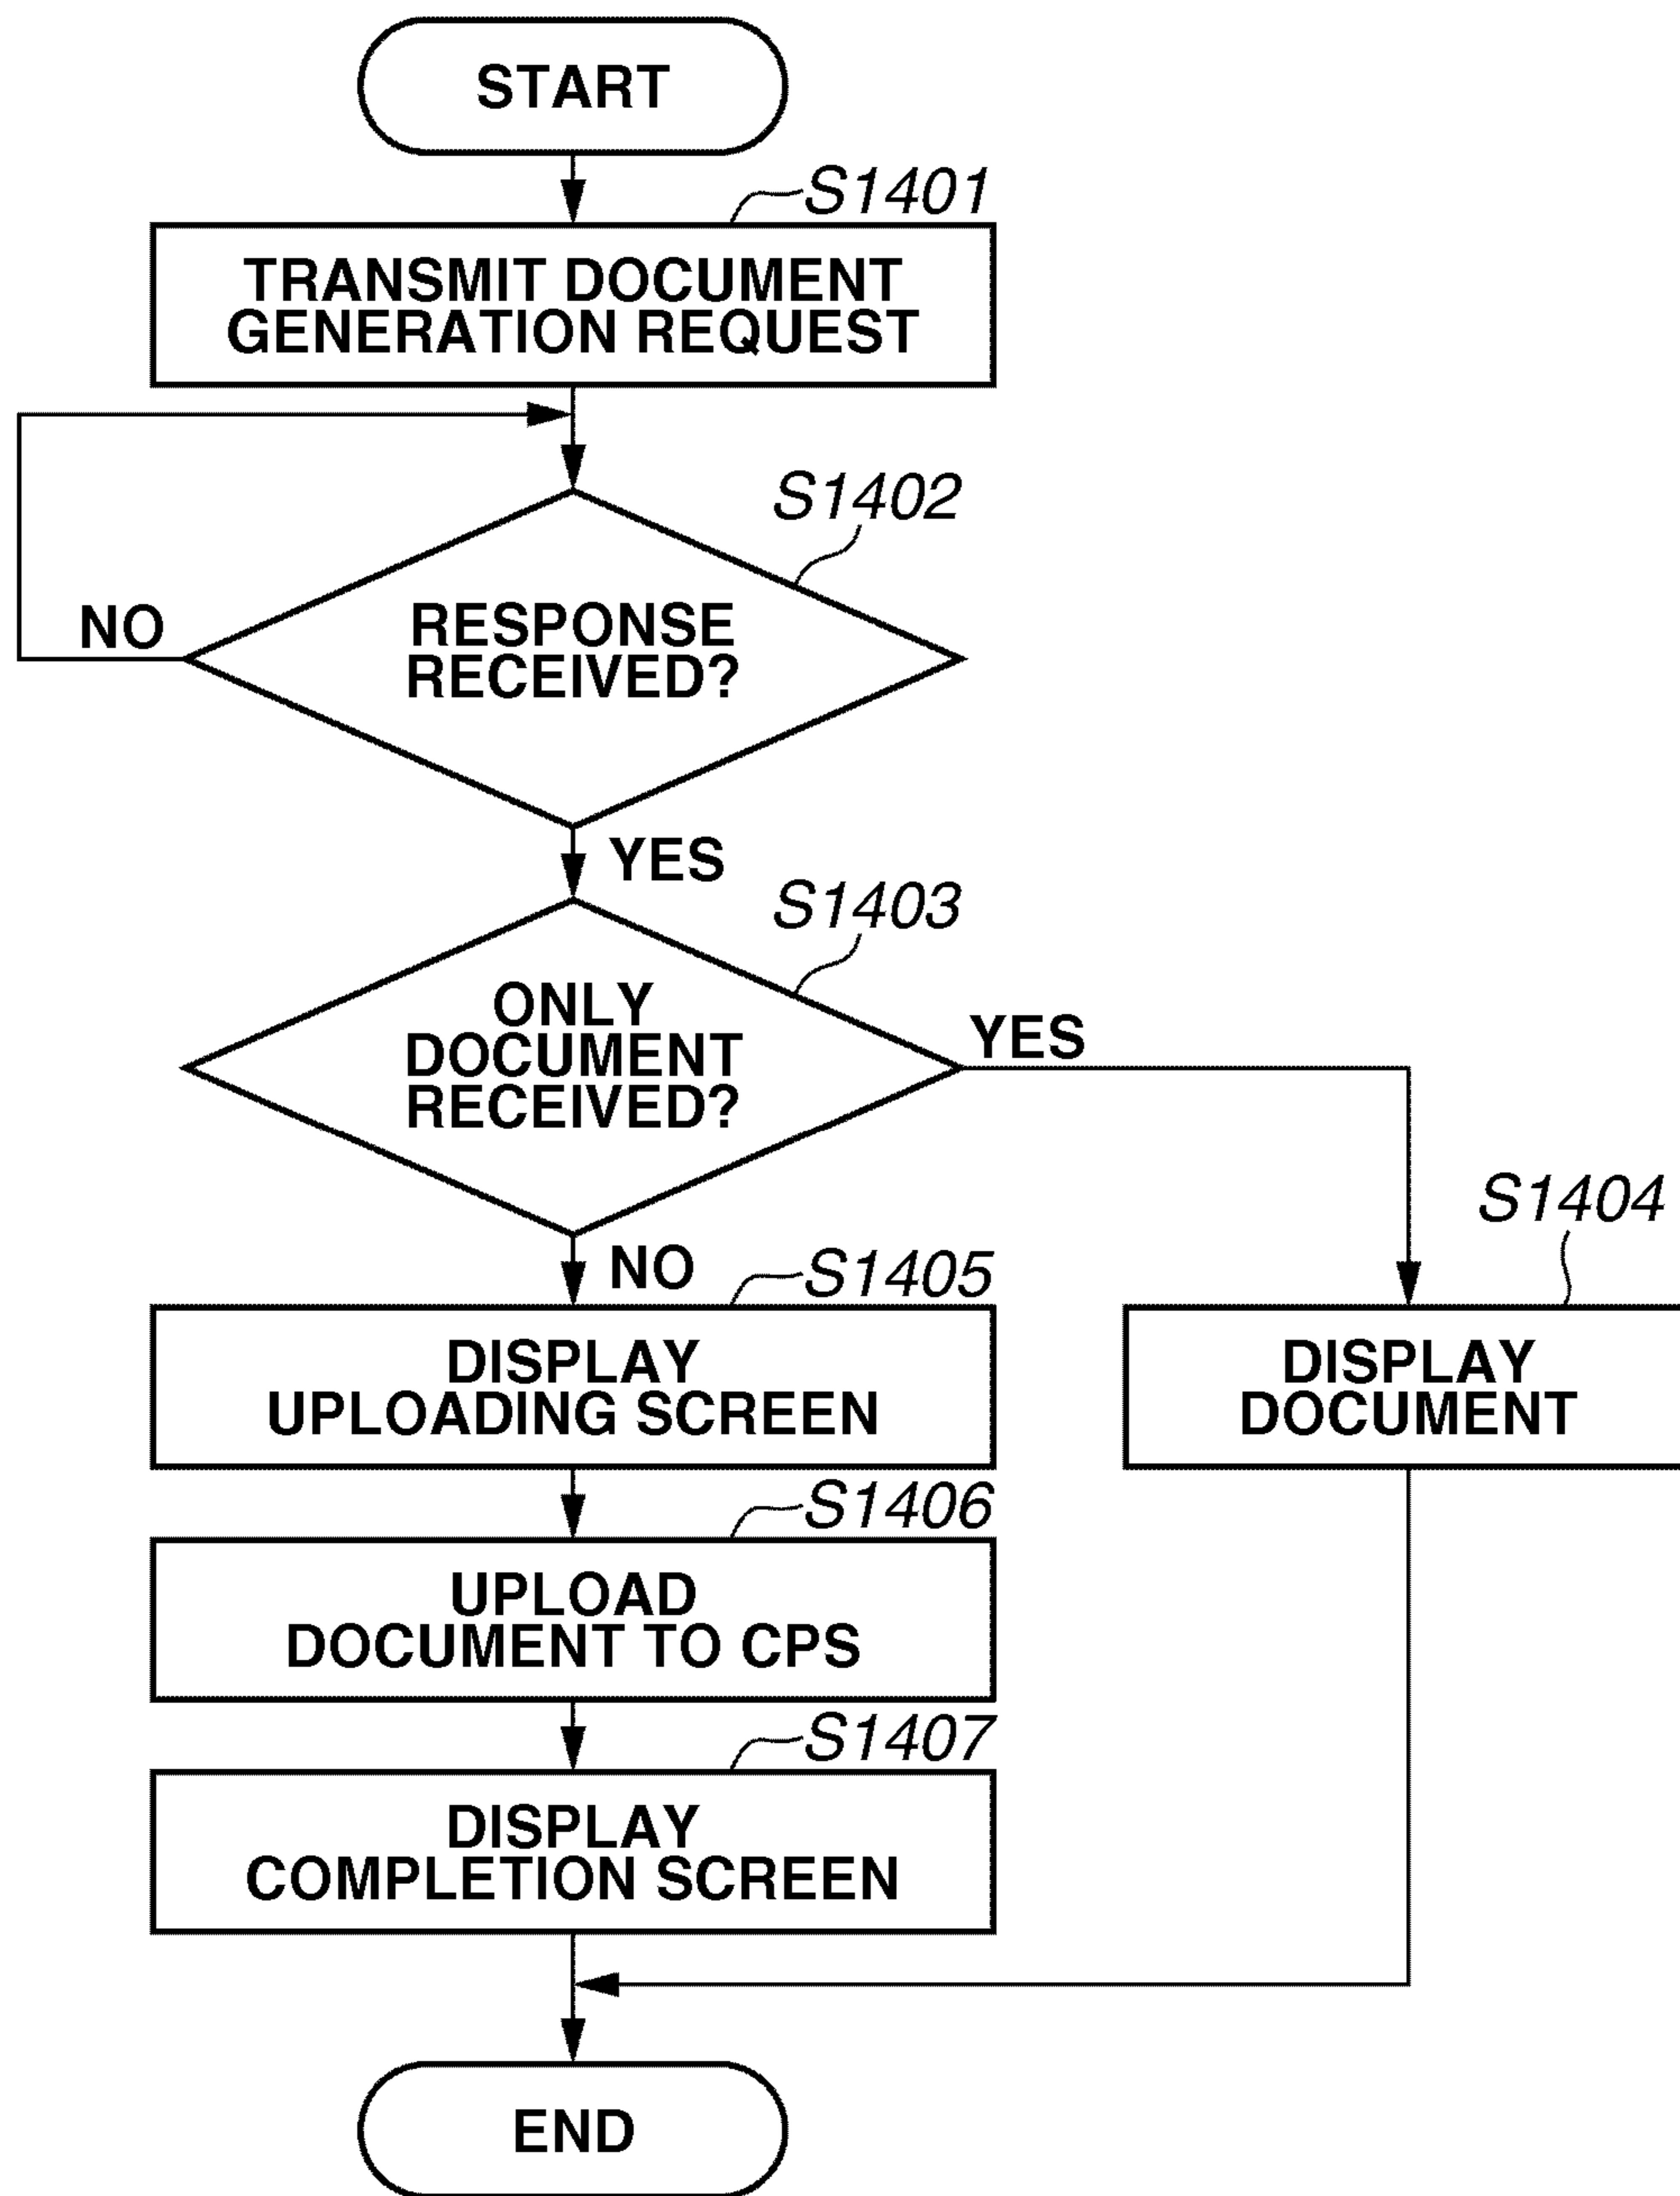 START
S1401
TRANSMIT DOCUMENT
GENERATION REQUEST
S1402
NO
RESPONSE
RECEIVED?
YES
S1403
ONLY
DOCUMENT
RECEIVED?
YES
S1404
NO
S1405
DISPLAY
UPLOADING SCREEN
DISPLAY
DOCUMENT
S1406
UPLOAD
DOCUMENT TO CPS
S1407
DISPLAY
COMPLETION SCREEN
END